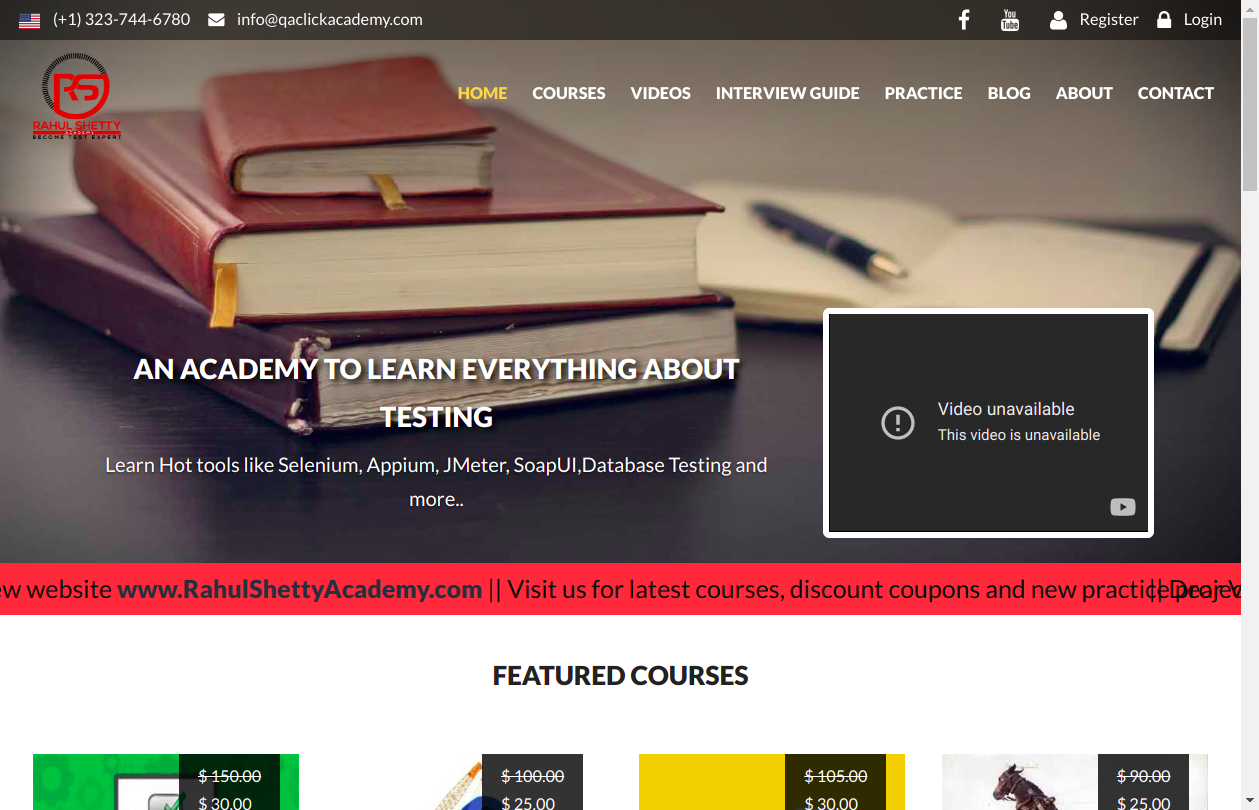 (+1) 323-744-6780
info@qaclickacademy.com
Register
Login
RAHUL SHETTY
ACADEMY
BECOME TEST EXPERT
HOME
COURSES
VIDEOS
INTERVIEW GUIDE
PRACTICE
BLOG
ABOUT
CONTACT
AN ACADEMY TO LEARN EVERYTHING ABOUT
TESTING
Learn Hot tools like Selenium, Appium, JMeter, SoapUI,Database Testing and
more..
Video unavailable
This video is unavailable
ew website www.RahulShettyAcademy.com || Visit us for latest courses, discount coupons and new practice
FEATURED COURSES
$ 150.00
$ 30.00
$ 100.00
$ 25.00
$ 105.00
$ 30.00
$ 90.00
$ 25.00